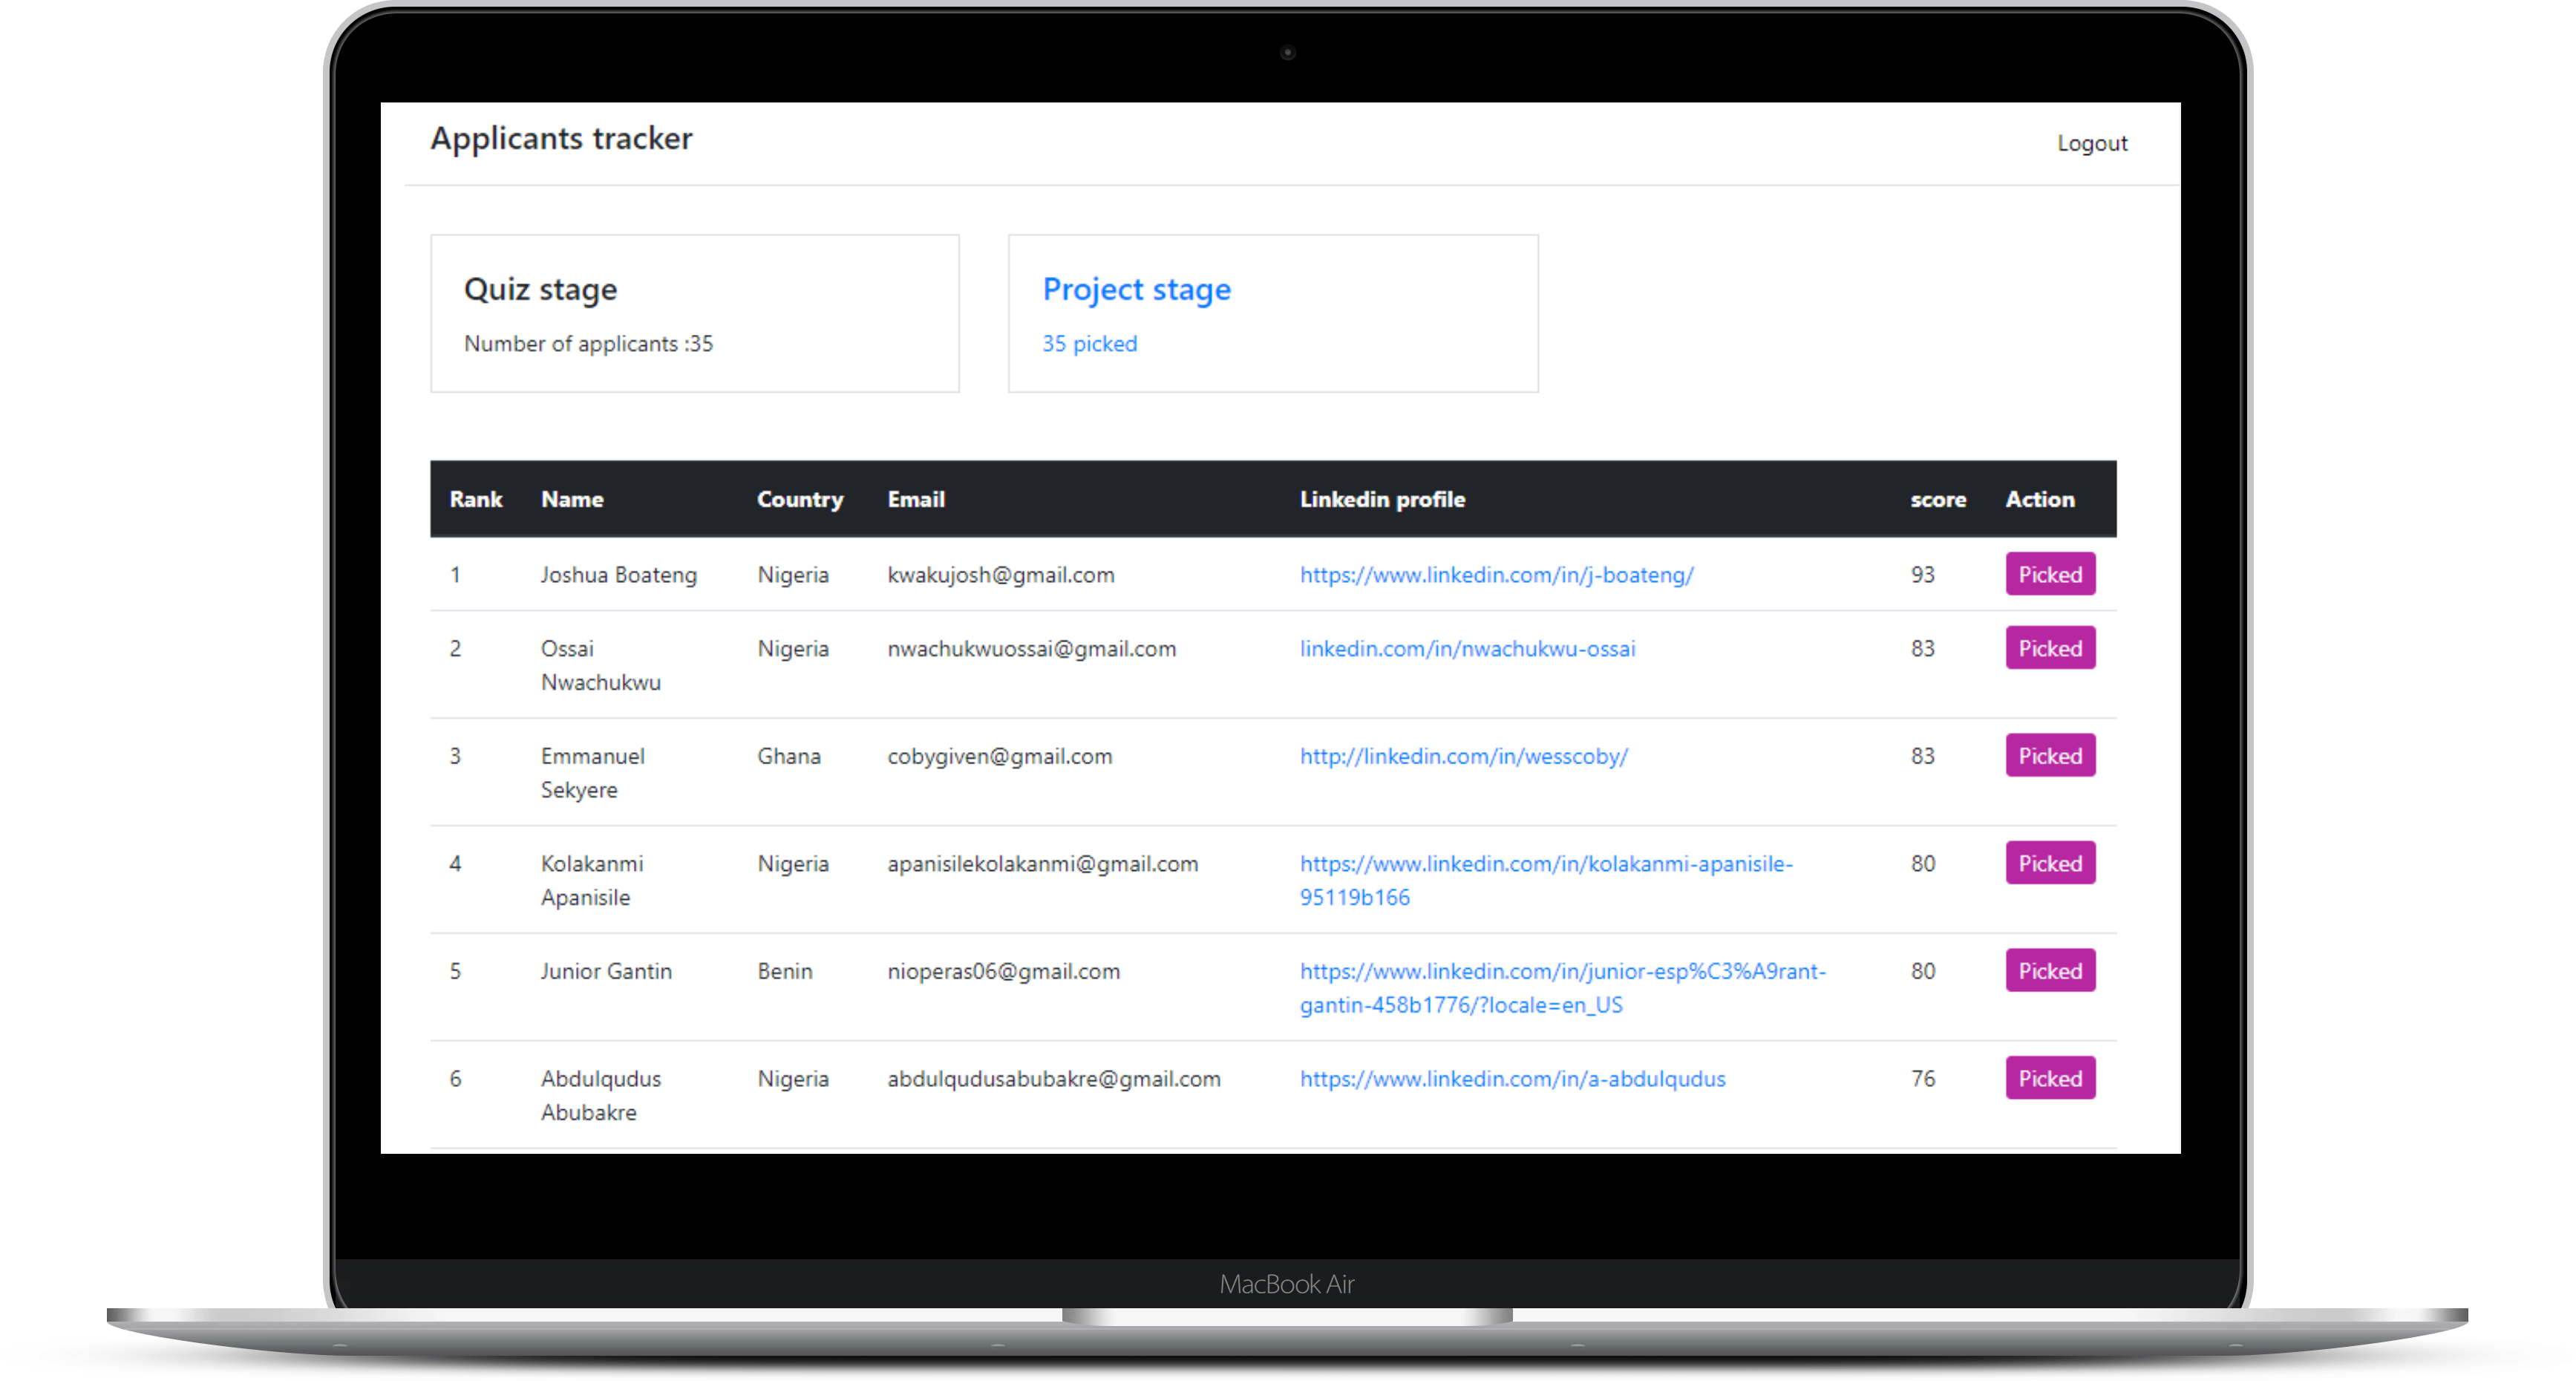 Applicants tracker
Logout
Quiz stage
Number of applicants :35
Project stage
35 picked
Rank Name Country Email Linkedin profile score Action
1 Joshua Boateng Nigeria kwakujosh@gmail.com https://www.linkedin.com/in/j-boateng/ 93 Picked
2 Ossai Nigeria nwachukwuossai@gmail.com linkedin.com/in/nwachukwu-ossai 83 Picked
Nwachukwu
3 Emmanuel Ghana cobygiven@gmail.com http://linkedin.com/in/wesscoby/ 83 Picked
Sekyere
4 Kolakanmi Nigeria apanisilekolakanmi@gmail.com https://www.linkedin.com/in/kolakanmi-apanisile- 80 Picked
Apanisile 95119b166
5 Junior Gantin Benin nioperas06@gmail.com https://www.linkedin.com/in/junior-esp%C3%A9rant- 80 Picked
gantin-458b1776/?locale=en_US
6 Abdulqudus Nigeria abdulqudusabubakre@gmail.com https://www.linkedin.com/in/a-abdulqudus 76 Picked
Abubakre
MacBook Air